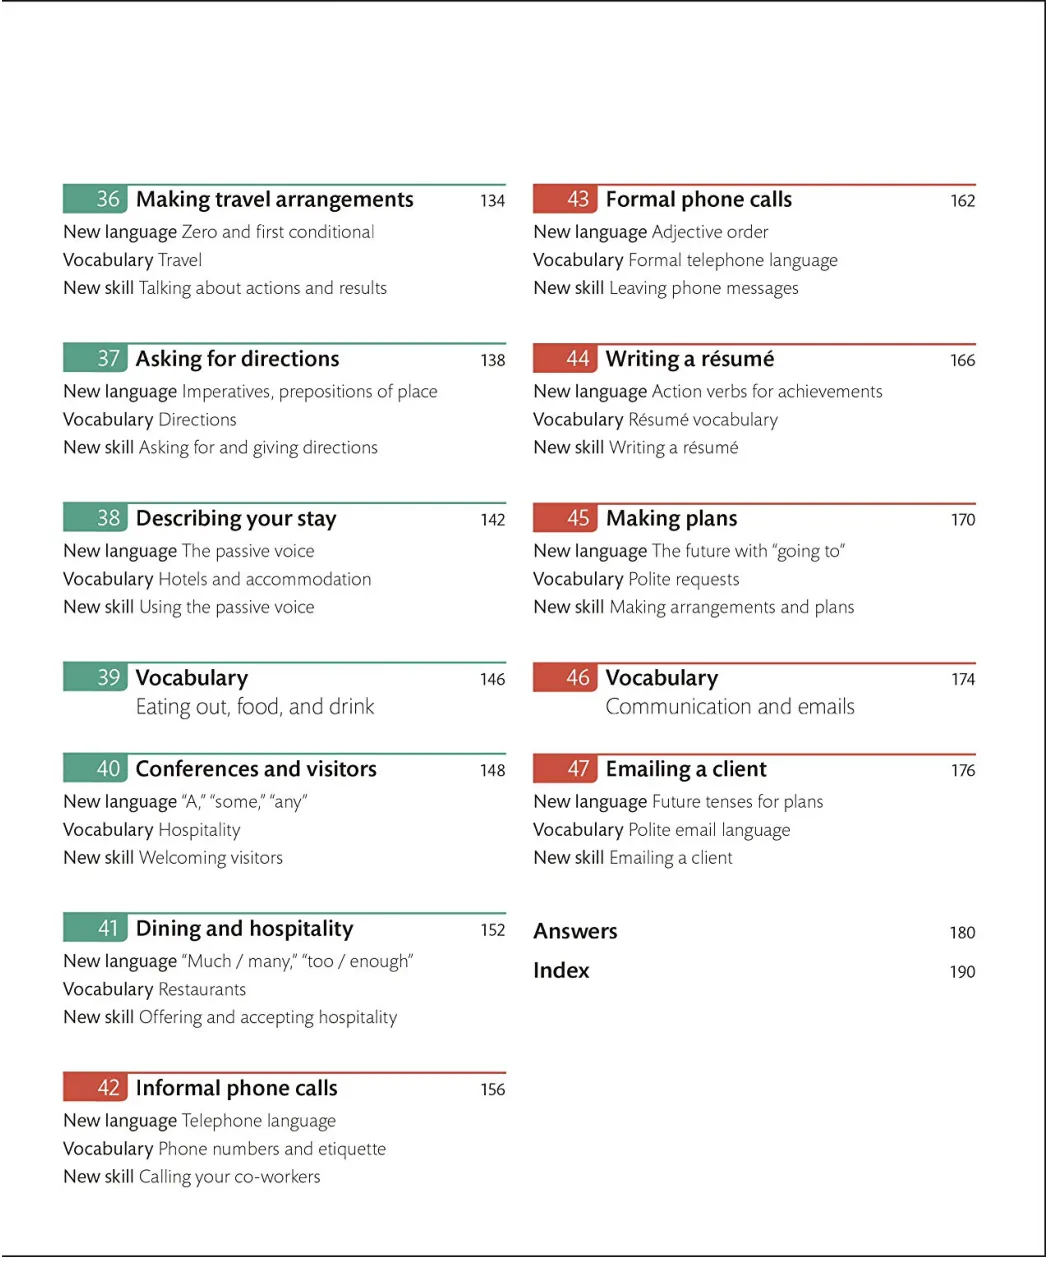 36 Making travel arrangements 134
New language Zero and first conditional
Vocabulary Travel
New skill Talking about actions and results
37 Asking for directions 138
New language Imperatives, prepositions of place
Vocabulary Directions
New skill Asking for and giving directions
38 Describing your stay 142
New language The passive voice
Vocabulary Hotels and accommodation
New skill Using the passive voice
39 Vocabulary 146
Eating out, food, and drink
40 Conferences and visitors 148
New language “A,” “some,” “any”
Vocabulary Hospitality
New skill Welcoming visitors
41 Dining and hospitality 152
New language “Much / many,” “too / enough”
Vocabulary Restaurants
New skill Offering and accepting hospitality
42 Informal phone calls 156
New language Telephone language
Vocabulary Phone numbers and etiquette
New skill Calling your co-workers
43 Formal phone calls 162
New language Adjective order
Vocabulary Formal telephone language
New skill Leaving phone messages
44 Writing a résumé 166
New language Action verbs for achievements
Vocabulary Résumé vocabulary
New skill Writing a résumé
45 Making plans 170
New language The future with “going to”
Vocabulary Polite requests
New skill Making arrangements and plans
46 Vocabulary 174
Communication and emails
47 Emailing a client 176
New language Future tenses for plans
Vocabulary Polite email language
New skill Emailing a client
Answers 180
Index 190